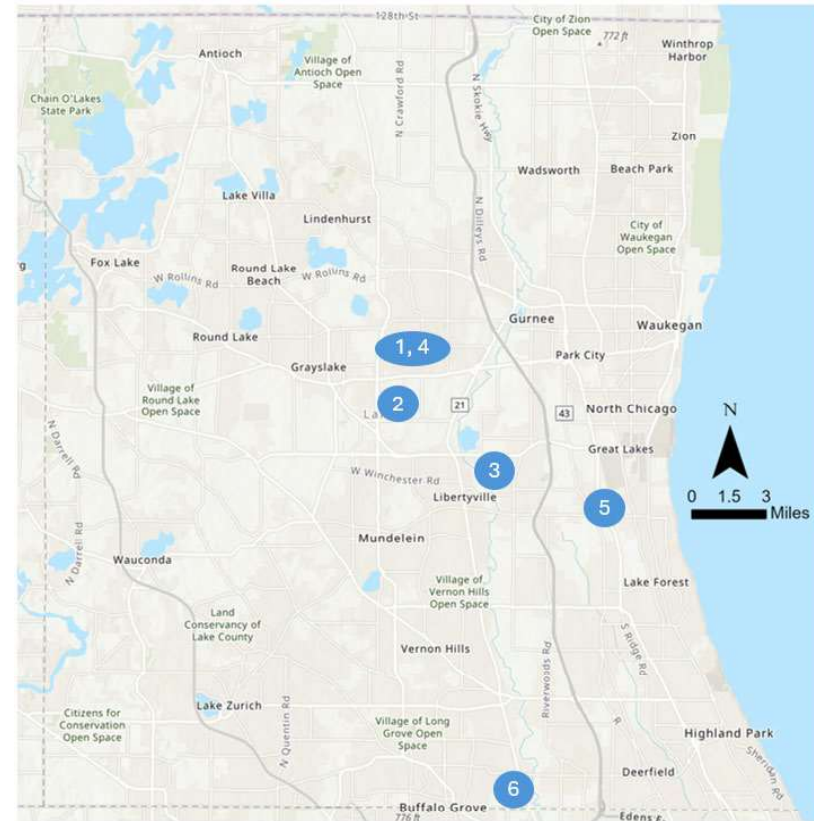 128th St
City of Zion
Open Space
772 ft
Winthrop
Harbor
Antioch
Village of
Antioch Open
Space
N Crawford Rd
N Skokie Hwy
Chain O'Lakes
State Park
Zion
Wadsworth
Beach Park
Lake Villa
N Dilleys Rd
Lindenhurst
City of
Waukegan
Open Space
Fox Lake
W Rollins Rd
Round Lake
Beach
W Rollins Rd
Gurnee
Waukegan
Round Lake
1, 4
Park City
Grayslake
Village of
Round Lake
Open Space
2
21
43
North Chicago
N
N Darrell Rd
Great Lakes
3
W Winchester Rd
Libertyville
0 1.5 3
Miles
5
Mundelein
N Darrell Rd
Wauconda
Village of
Vernon Hills
Open Space
Lake Forest
Land
Conservancy of
Lake County
S Ridge Rd
Vernon Hills
Riverwoods Rd
Lake Zurich
Citizens for
Conservation
Open Space
N Quentin Rd
Village of Long
Grove Open
Space
R
Highland Park
Sheridan Rd
Deerfield
6
Buffalo Grove
776 ft